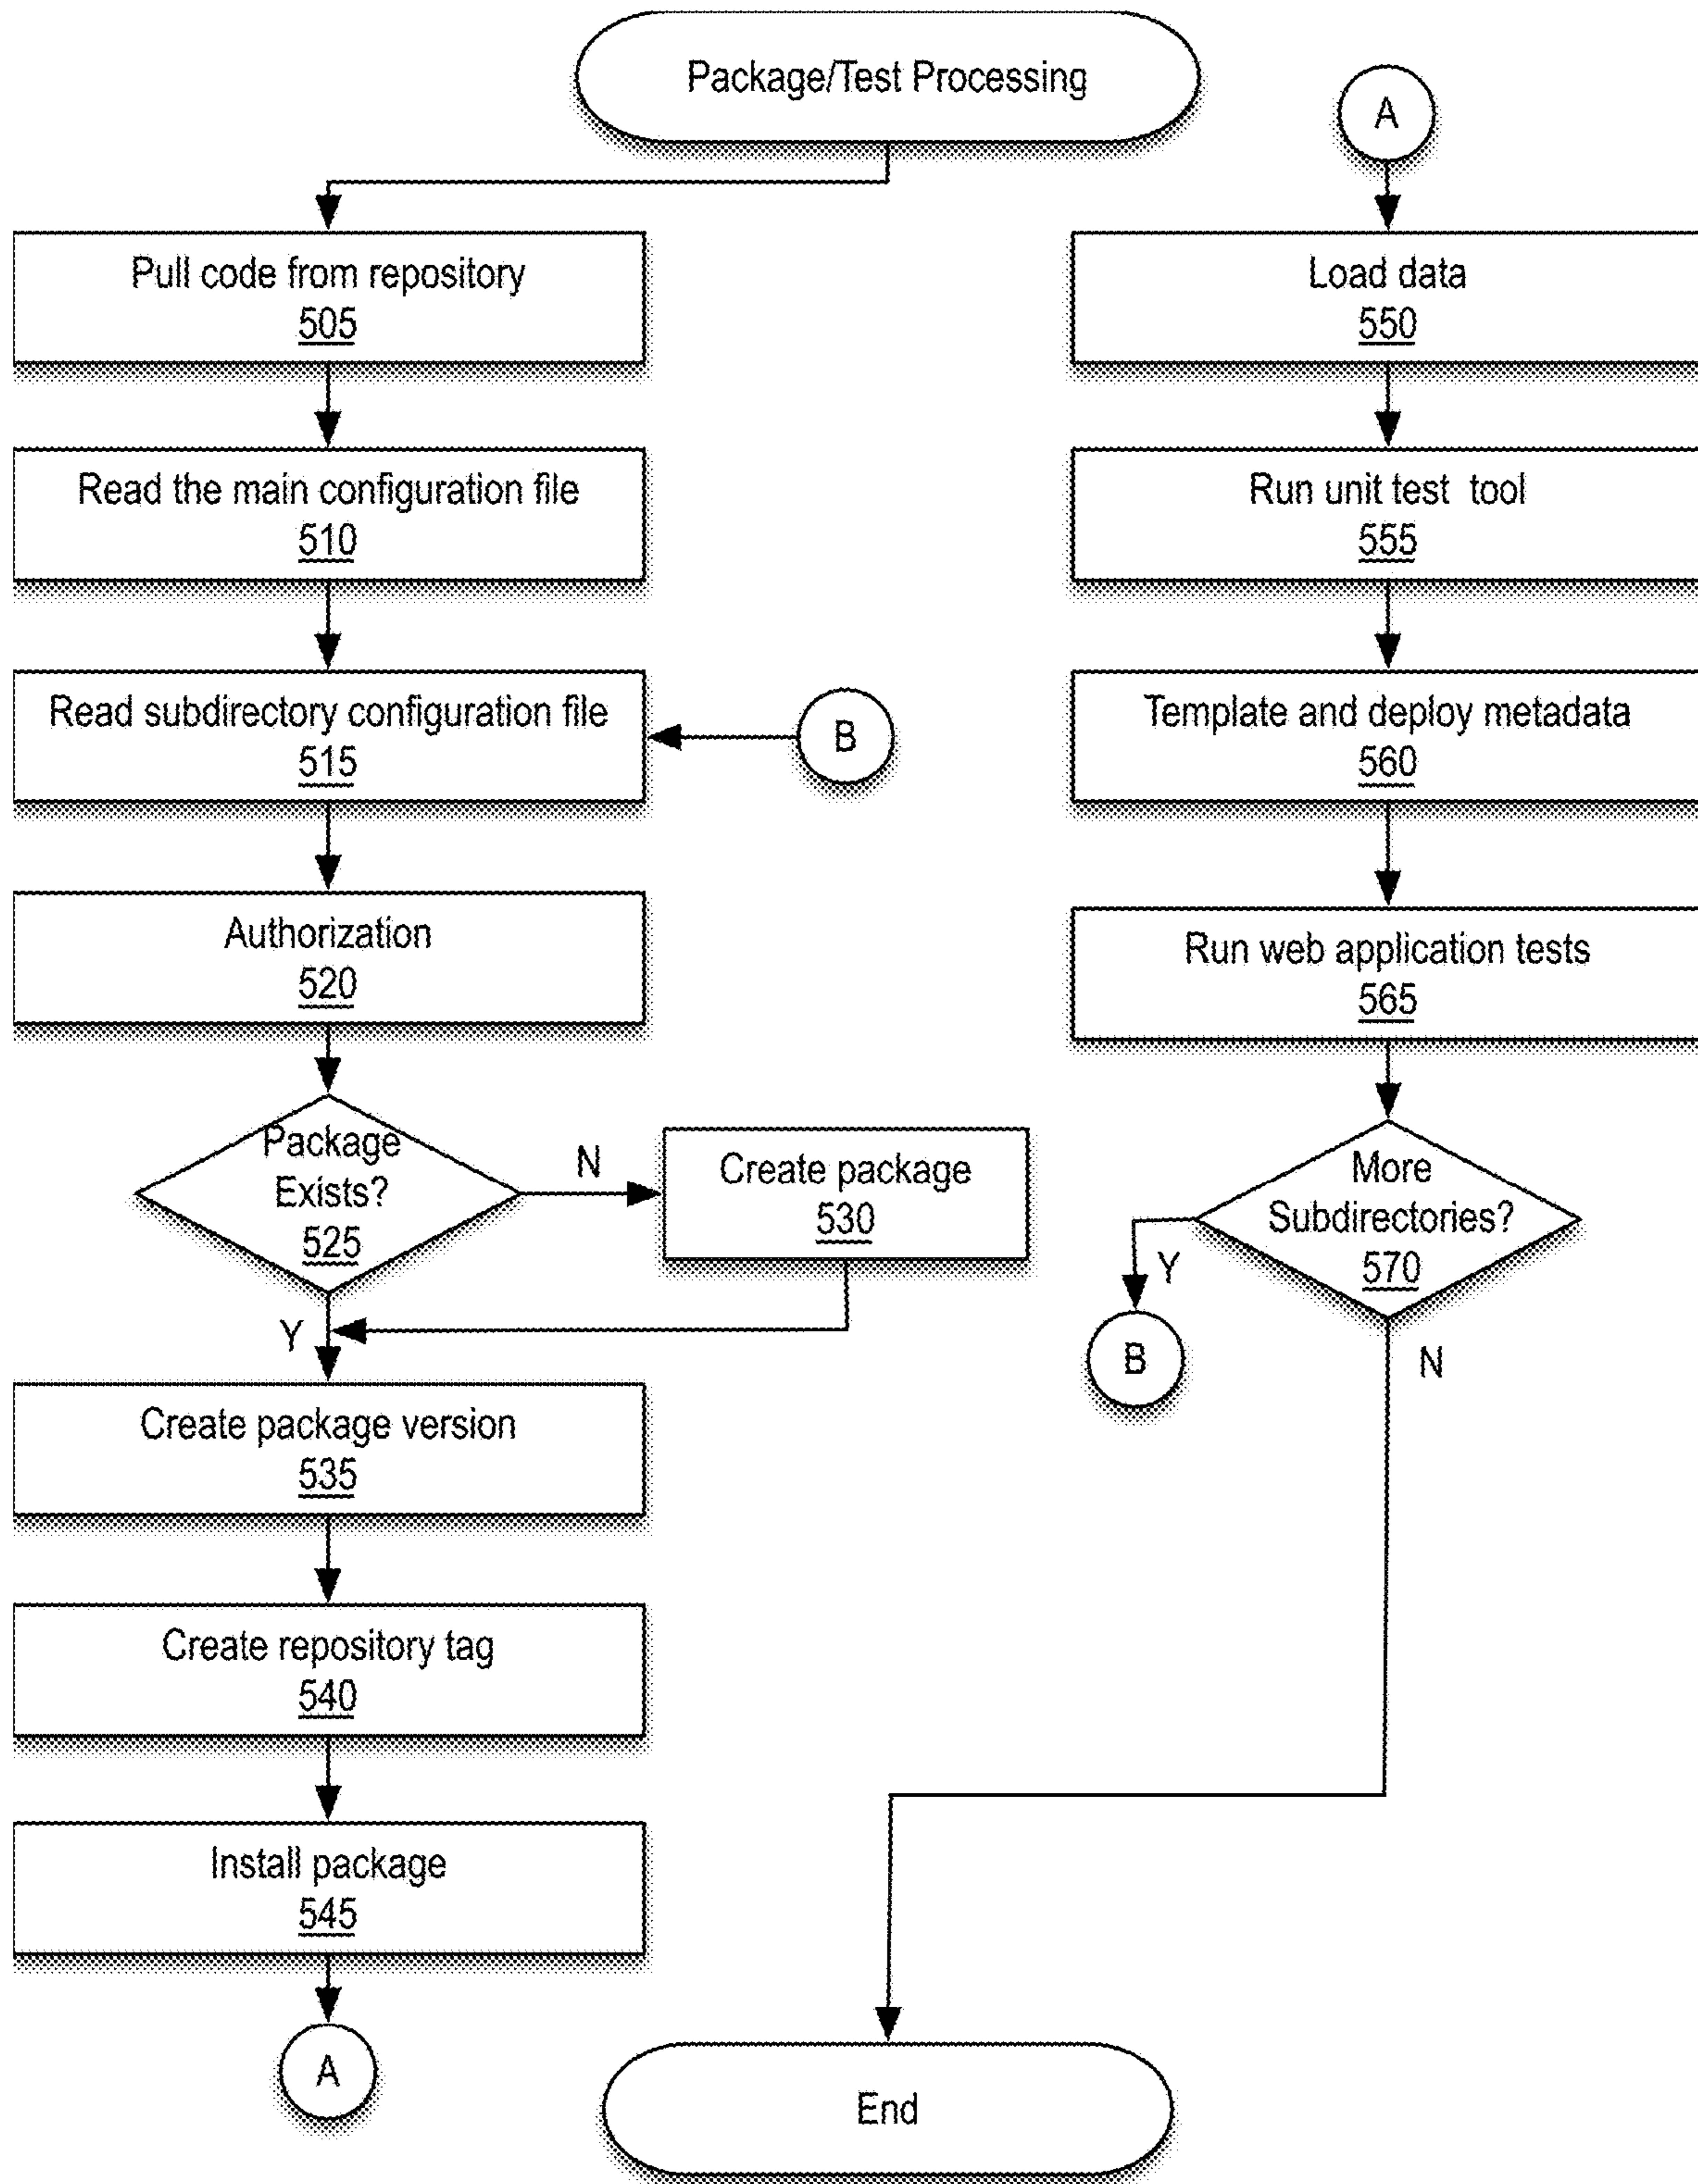 Package/Test Processing
Pull code from repository
505
Read the main configuration file
510
Read subdirectory configuration file
515
B
Authorization
520
Package
Exists?
525
N
Create package
530
Y
Create package version
535
Create repository tag
540
Install package
545
A
A
Load data
550
Run unit test tool
555
Template and deploy metadata
560
Run web application tests
565
More
Subdirectories?
570
Y
B
N
End